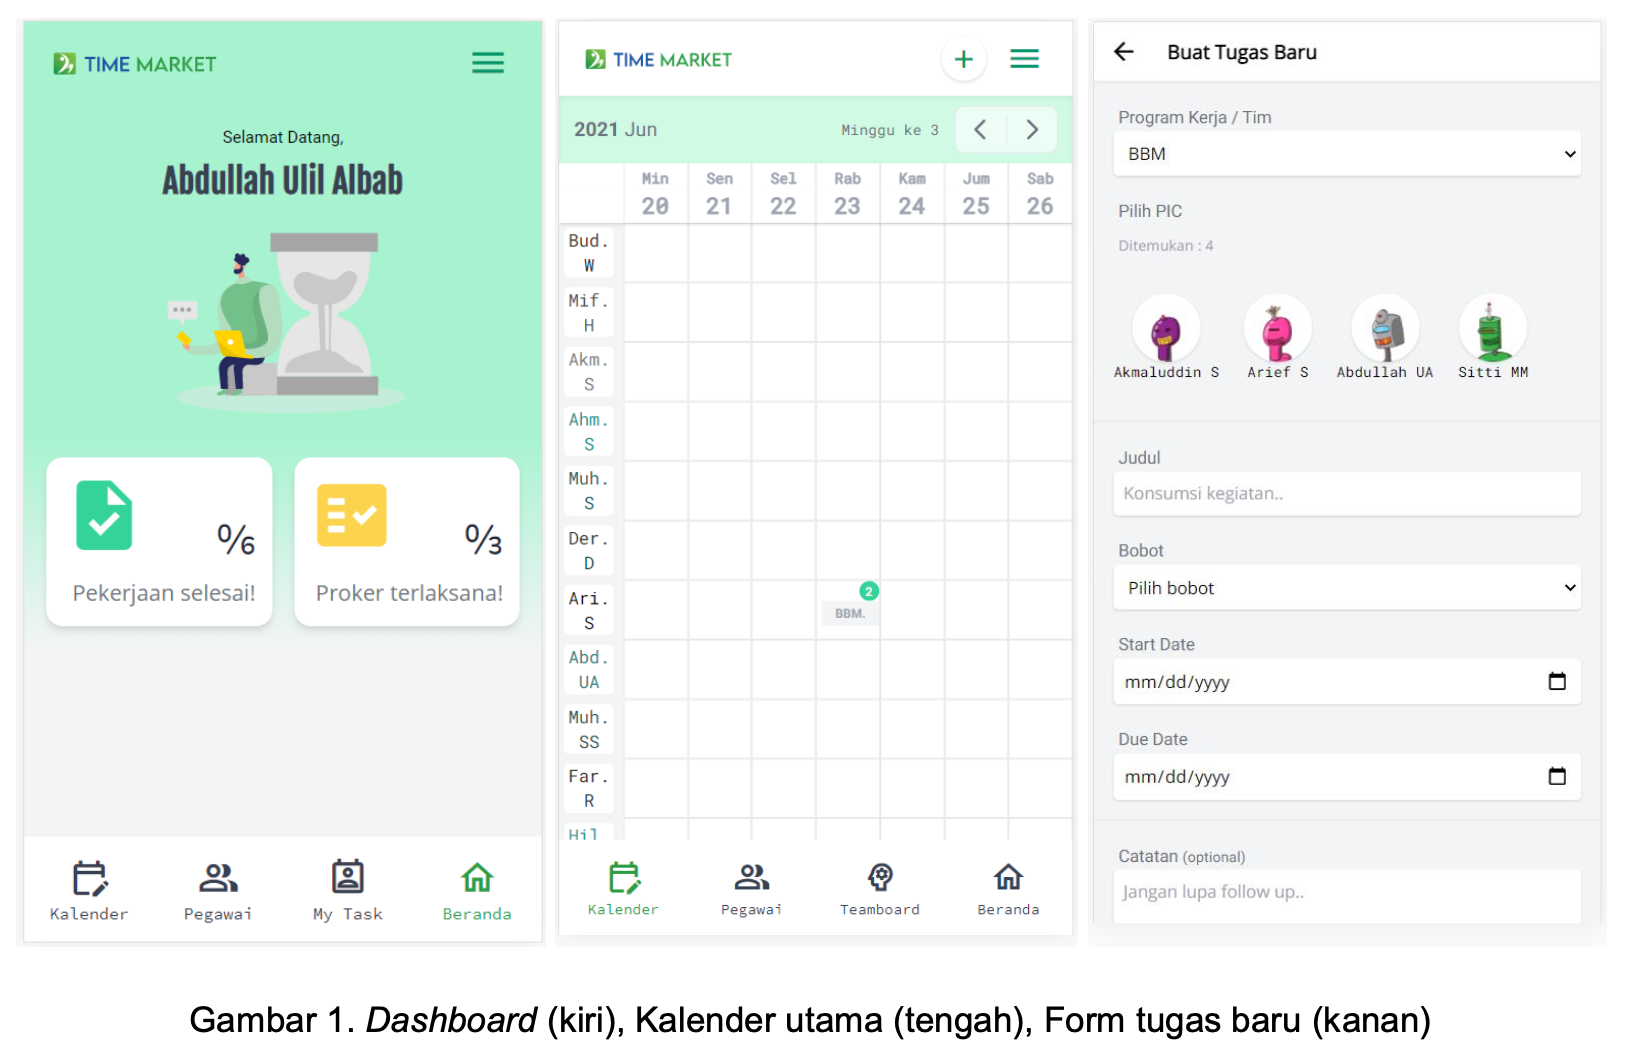 TIME MARKET
Selamat Datang,
Abdullah Ulil Albab
0/6
Pekerjaan selesai!
0/3
Proker terlaksana!
Kalender
Pegawai
My Task
Beranda
TIME MARKET
2021 Jun
Minggu ke 3
Min Sen Sel Rab Kam Jum Sab
20 21 22 23 24 25 26
Bud.
W
Mif.
H
Akm.
S
Ahm.
S
Muh.
S
Der.
D
Ari.
S
2
BBM.
Abd.
UA
Muh.
SS
Far.
R
Hil
Kalender
Pegawai
Teamboard
Beranda
Buat Tugas Baru
Program Kerja / Tim
BBM
Pilih PIC
Ditemukan : 4
Akmaluddin S
Arief S
Abdullah UA
Sitti MM
Judul
Konsumsi kegiatan..
Bobot
Pilih bobot
Start Date
mm/dd/yyyy
Due Date
mm/dd/yyyy
Catatan (optional)
Jangan lupa follow up..
Gambar 1. Dashboard (kiri), Kalender utama (tengah), Form tugas baru (kanan)